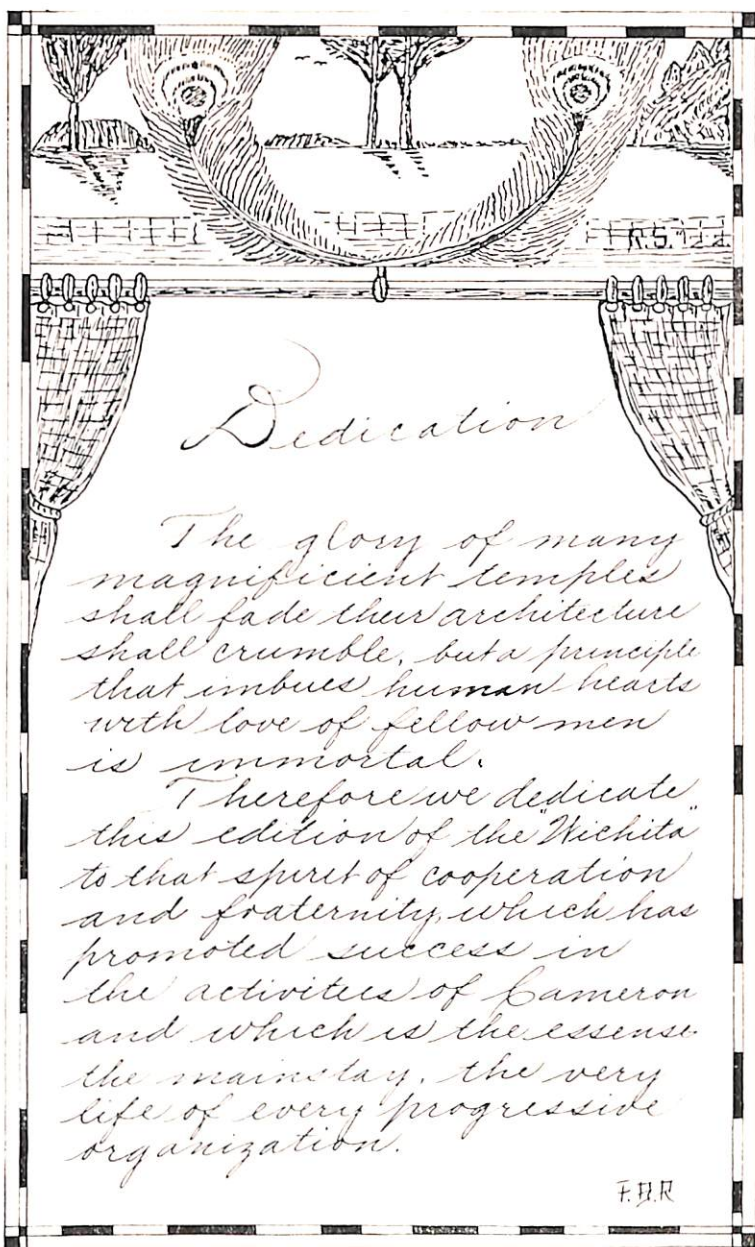 R.S. '22
Dedication
The glory of many
magnificient temples
shall fade their architecture
shall crumble, but a principle
that imbues human hearts
with love of fellow men
is immortal.
Therefore we dedicate
this edition of the "Wichita"
to that spirit of cooperation
and fraternity, which has
promoted success in
the activities of Cameron
and which is the essense
the mainstay, the very
life of every progressive
organization.
F.B.R